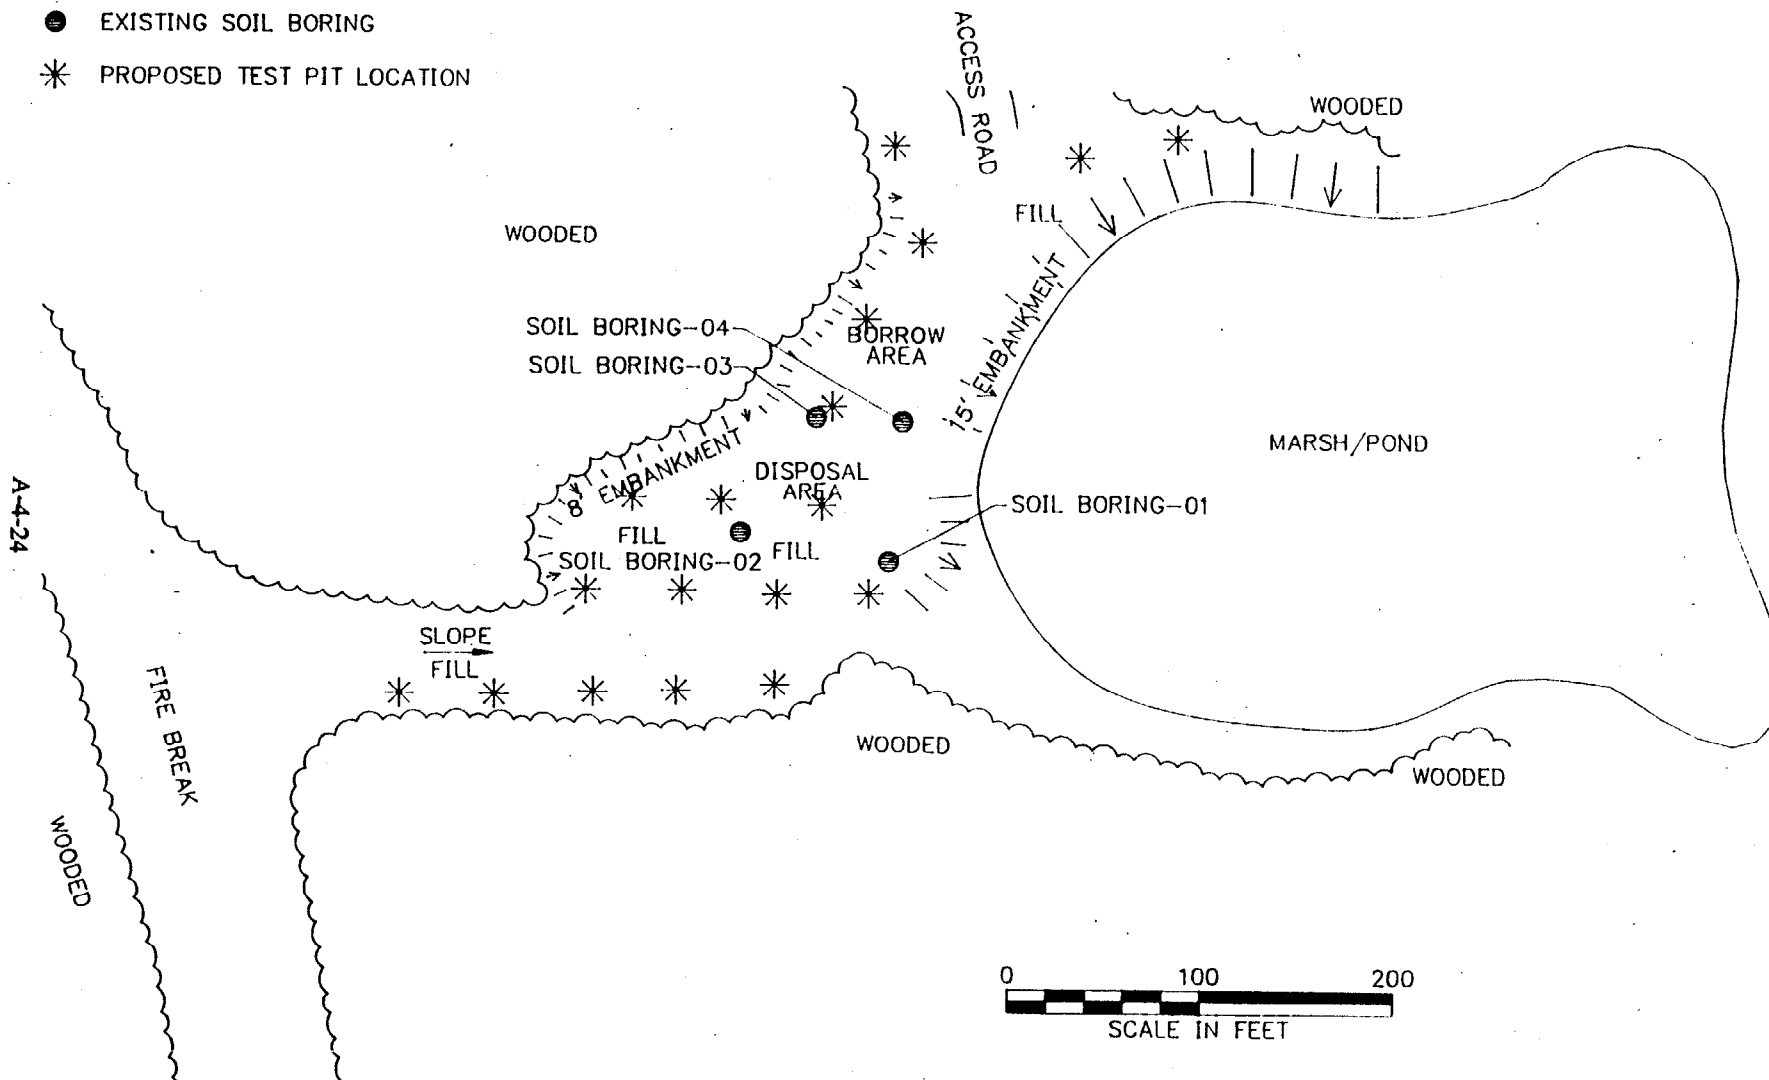 EXISTING SOIL BORING
PROPOSED TEST PIT LOCATION
ACCESS ROAD
WOODED
WOODED
FILL
SOIL BORING-04
BORROW
AREA
SOIL BORING-03
15' EMBANKMENT
8' EMBANKMENT
MARSH/POND
DISPOSAL
AREA
SOIL BORING-01
A-4-24
FILL
FILL
SOIL BORING-02
SLOPE
FILL
FIRE BREAK
WOODED
WOODED
WOODED
0 100 200
SCALE IN FEET